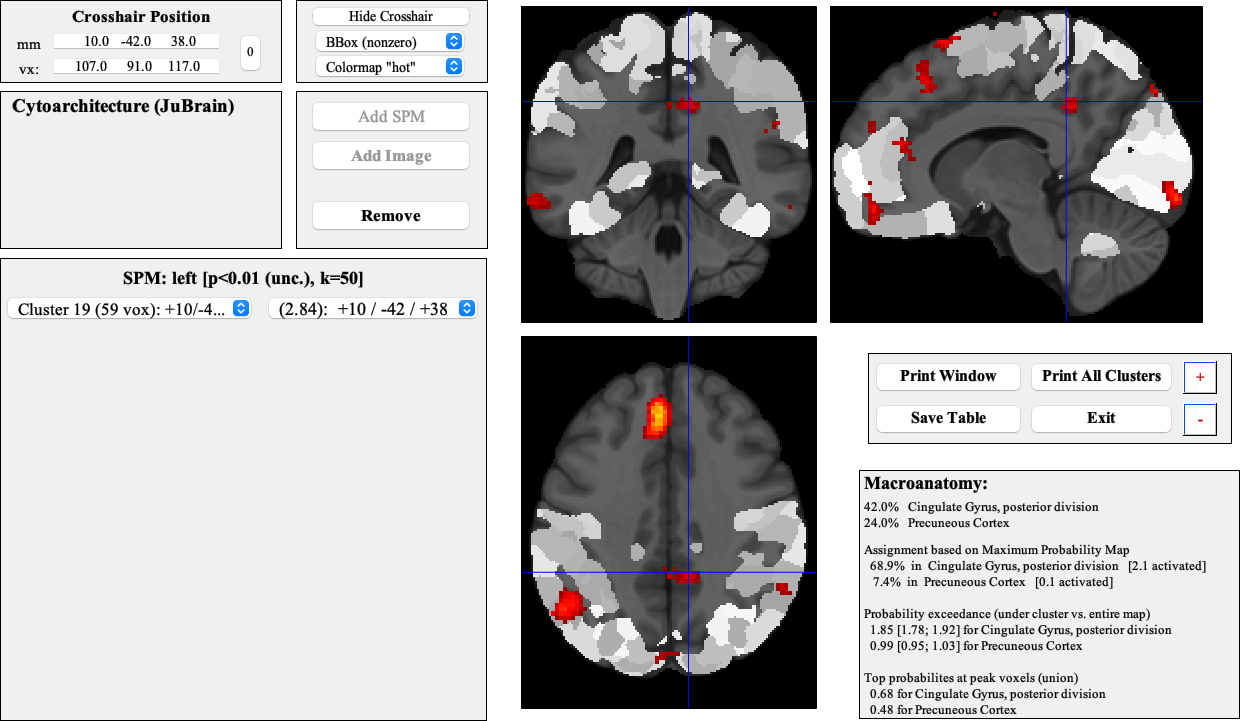 Crosshair Position
mm 10.0 -42.0 38.0
vx: 107.0 91.0 117.0
0
Hide Crosshair
BBox (nonzero)
Colormap "hot"
Cytoarchitecture (JuBrain)
Add SPM
Add Image
Remove
SPM: left [p<0.01 (unc.), k=50]
Cluster 19 (59 vox): +10/-4... (2.84): +10 / -42 / +38
Print Window Print All Clusters +
Save Table Exit -
Macroanatomy:
42.0% Cingulate Gyrus, posterior division
24.0% Precuneous Cortex
Assignment based on Maximum Probability Map
68.9% in Cingulate Gyrus, posterior division [2.1 activated]
7.4% in Precuneous Cortex [0.1 activated]
Probability exceedance (under cluster vs. entire map)
1.85 [1.78; 1.92] for Cingulate Gyrus, posterior division
0.99 [0.95; 1.03] for Precuneous Cortex
Top probabilites at peak voxels (union)
0.68 for Cingulate Gyrus, posterior division
0.48 for Precuneous Cortex